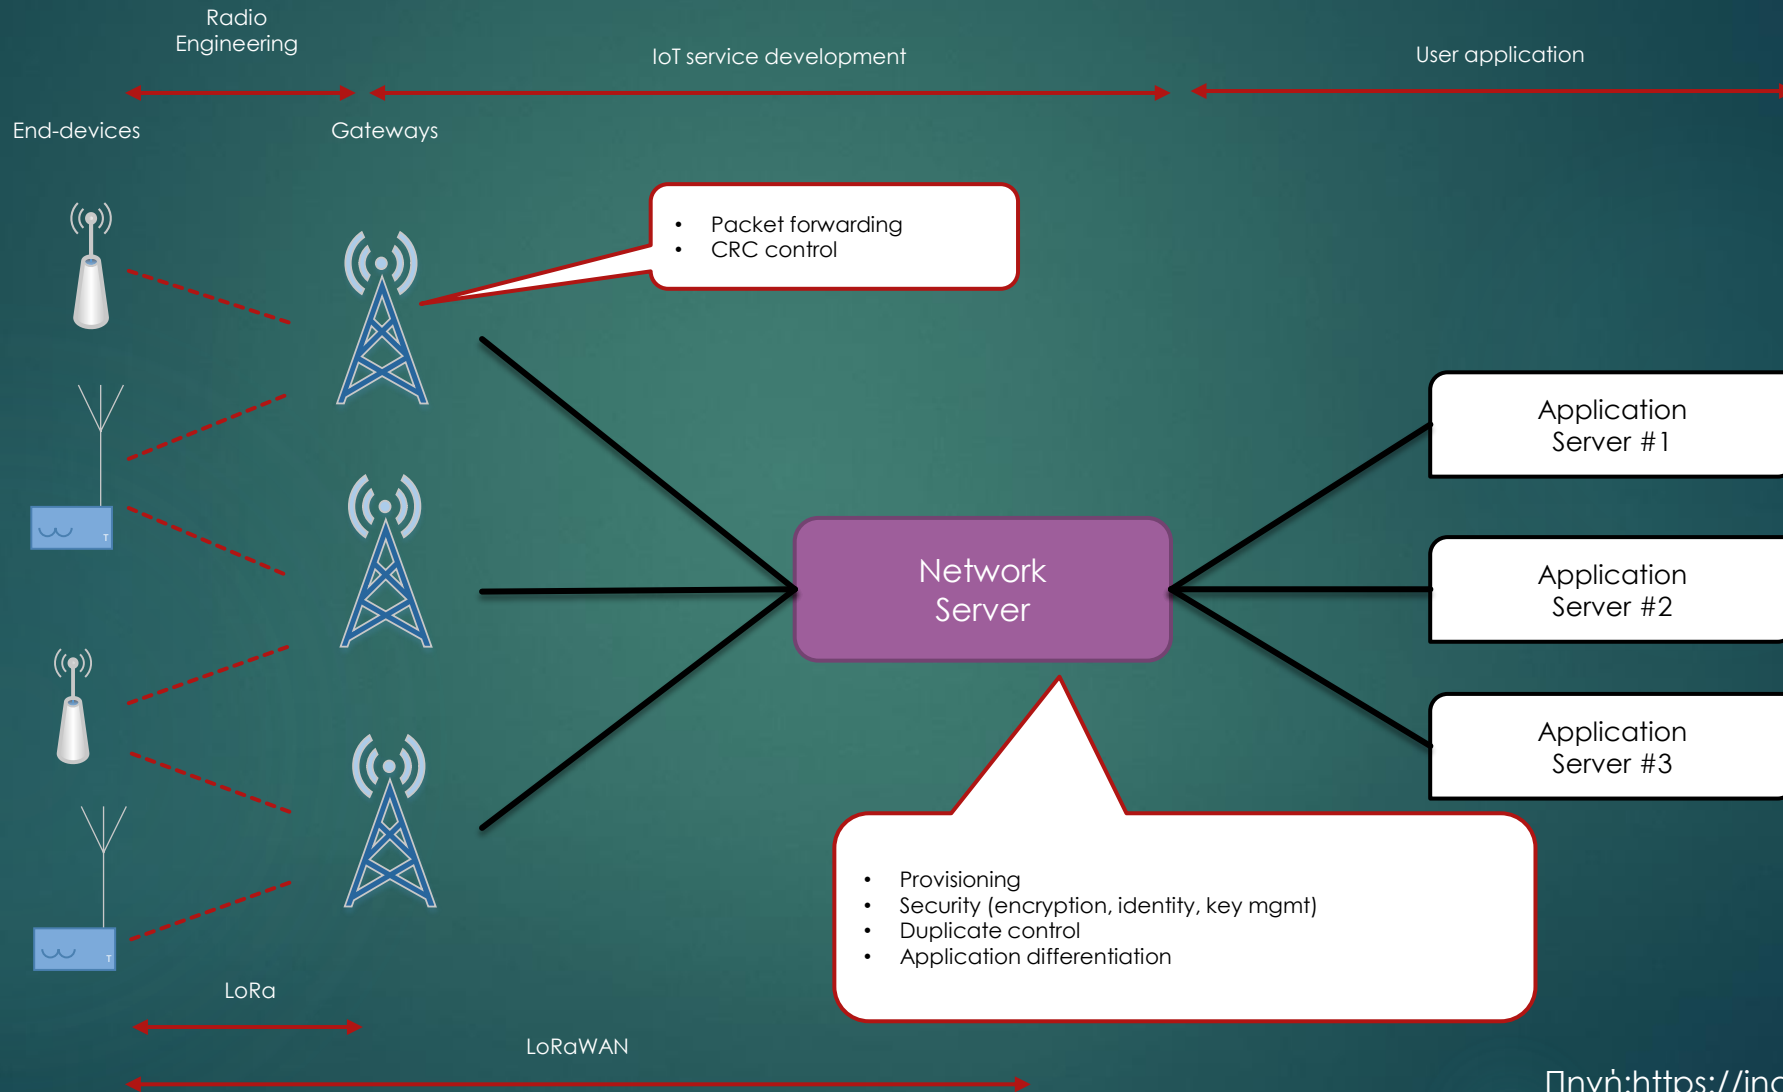 Radio
Engineering
IoT service development
User application
End-devices
Gateways
• Packet forwarding
• CRC control
Application
Server #1
T
Network
Server
Application
Server #2
Application
Server #3
• Provisioning
• Security (encryption, identity, key mgmt)
• Duplicate control
• Application differentiation
T
LoRa
LoRaWAN
Πηγή:https://inc